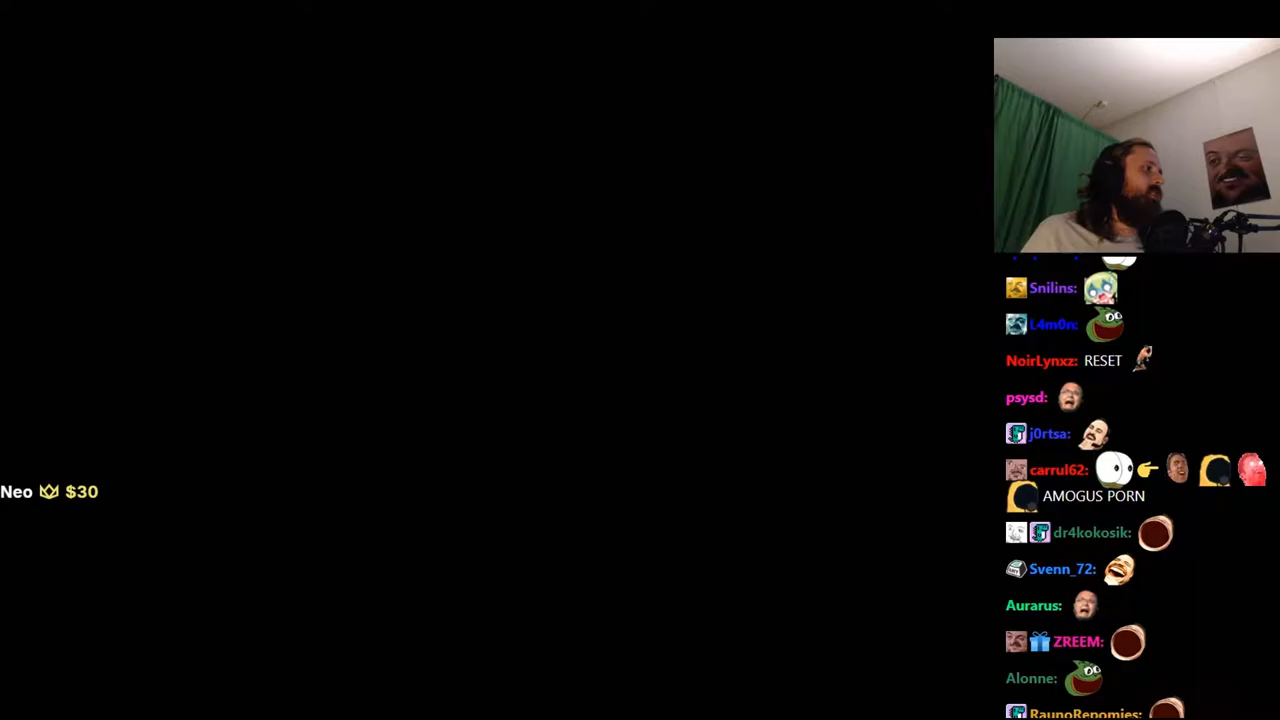 Snilins:
L4m0n:
NoirLynxz: RESET
psysd:
j0rtsa:
carrul62:
AMOGUS PORN
Neo $30
dr4kokosik:
Svenn_72:
Aurarus:
ZREEM:
Alonne:
RaunoRepomies: